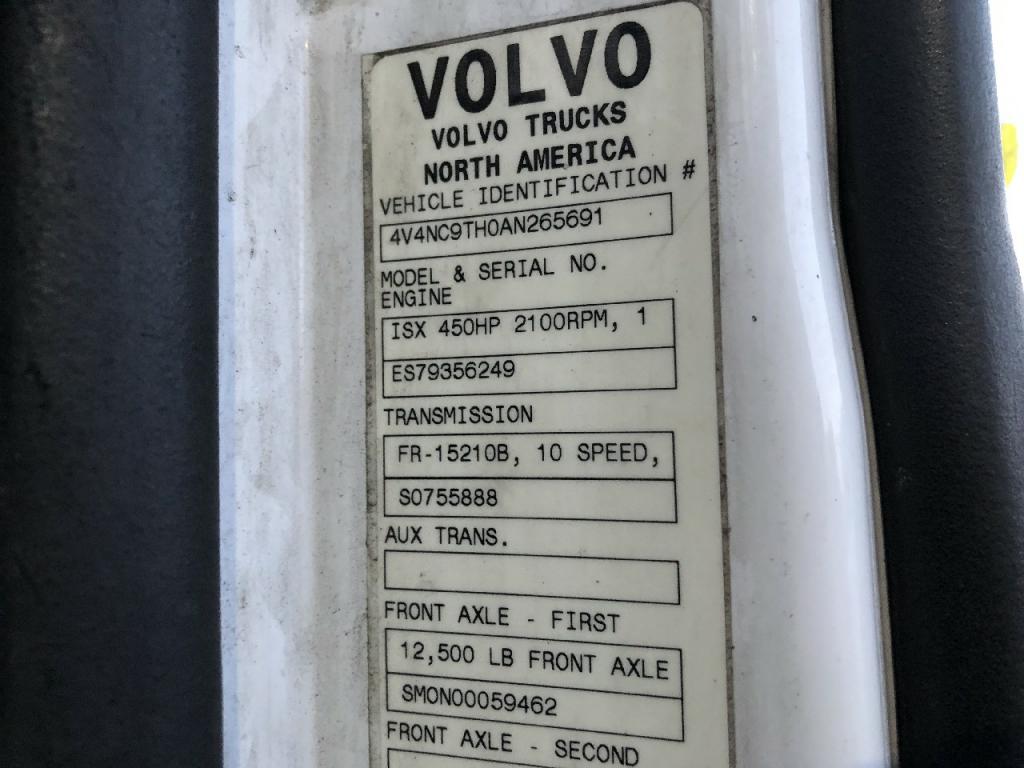 VOLVO
VOLVO TRUCKS
NORTH AMERICA
VEHICLE IDENTIFICATION #
4V4NC9TH0AN265691
MODEL & SERIAL NO.
ENGINE
ISX 450HP 2100RPM, 1
ES79356249
TRANSMISSION
FR-15210B, 10 SPEED,
S0755888
AUX TRANS.
FRONT AXLE - FIRST
12,500 LB FRONT AXLE
SMON00059462
FRONT AXLE - SECOND